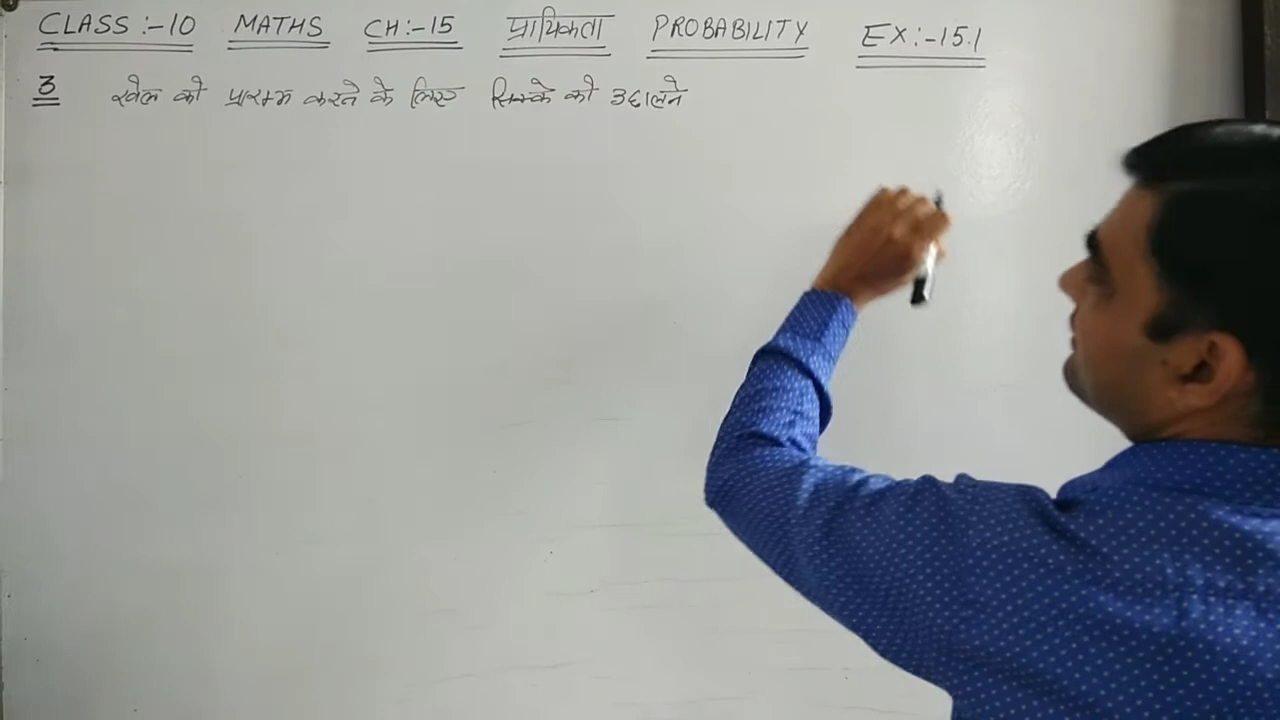 CLASS :-10 MATHS CH:-15 प्रायिकता PROBABILITY EX:-15.1
3 खेल को प्रारम्भ करने के लिए सिक्के को उछालने